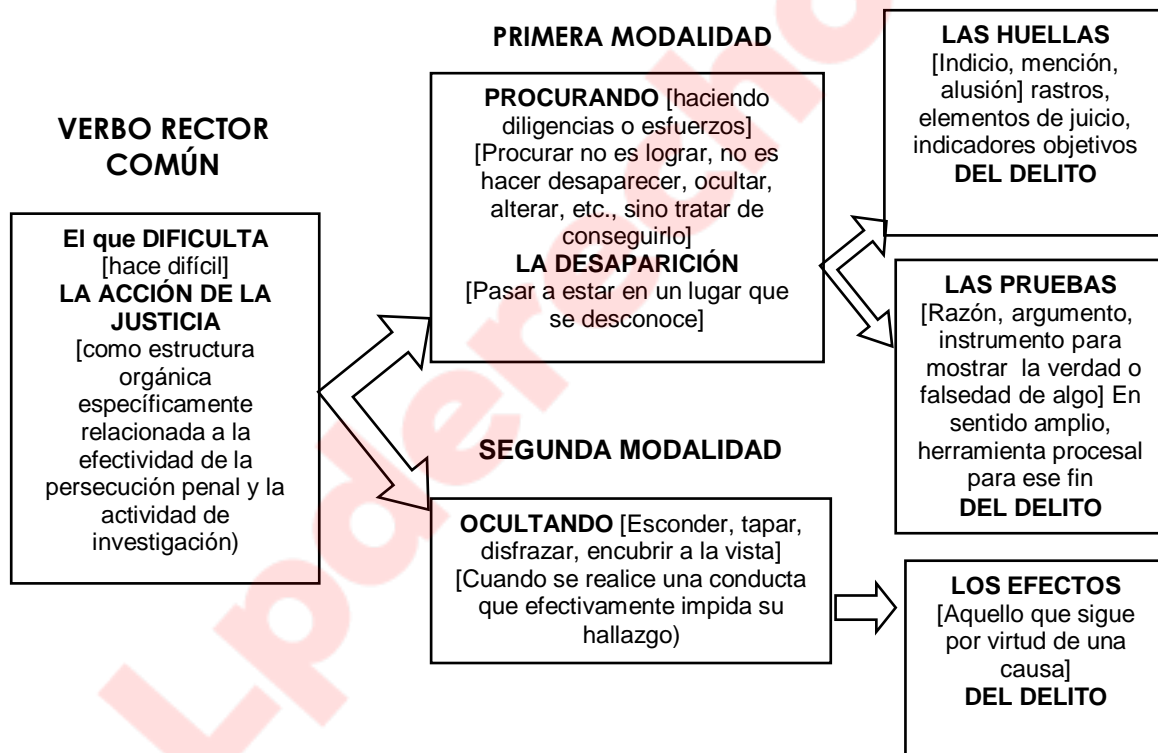 VERBO RECTOR
COMÚN
El que DIFICULTA
[hace difícil]
LA ACCIÓN DE LA
JUSTICIA
[como estructura
orgánica
específicamente
relacionada a la
efectividad de la
persecución penal y la
actividad de
investigación)
PRIMERA MODALIDAD
PROCURANDO [haciendo
diligencias o esfuerzos]
[Procurar no es lograr, no es
hacer desaparecer, ocultar,
alterar, etc., sino tratar de
conseguirlo]
LA DESAPARICIÓN
[Pasar a estar en un lugar que
se desconoce]
LAS HUELLAS
[Indicio, mención,
alusión] rastros,
elementos de juicio,
indicadores objetivos
DEL DELITO
LAS PRUEBAS
[Razón, argumento,
instrumento para
mostrar la verdad o
falsedad de algo] En
sentido amplio,
herramienta procesal
para ese fin
DEL DELITO
SEGUNDA MODALIDAD
OCULTANDO [Esconder, tapar,
disfrazar, encubrir a la vista]
[Cuando se realice una conducta
que efectivamente impida su
hallazgo)
LOS EFECTOS
[Aquello que sigue
por virtud de una
causa]
DEL DELITO
Lpderecho